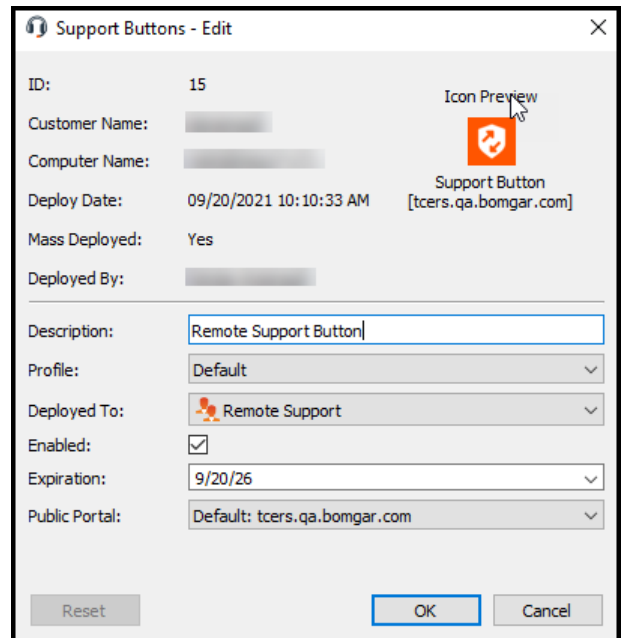 Support Buttons - Edit
ID: 15
Icon Preview
Customer Name:
Computer Name:
Support Button
[tcers.qa.bomgar.com]
Deploy Date: 09/20/2021 10:10:33 AM
Mass Deployed: Yes
Deployed By:
Description: Remote Support Button
Profile: Default
Deployed To: Remote Support
Enabled:
Expiration: 9/20/26
Public Portal: Default: tcers.qa.bomgar.com
Reset OK Cancel